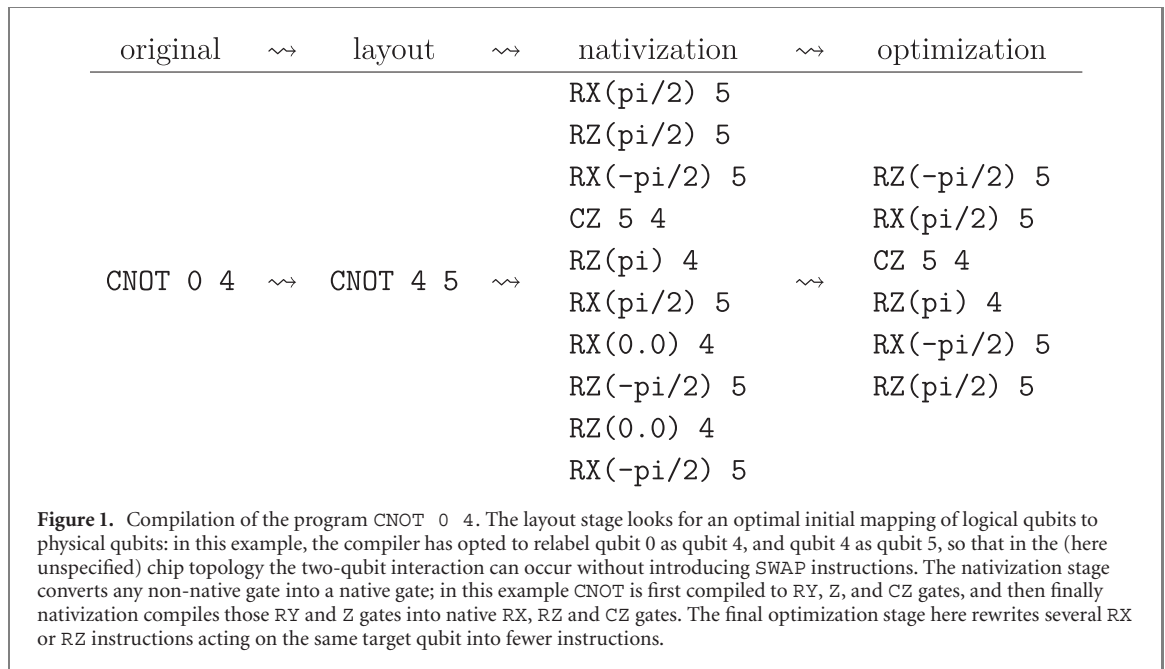 original ⇝ layout ⇝ nativization ⇝ optimization
RX(pi/2) 5
RZ(pi/2) 5
RX(-pi/2) 5 RZ(-pi/2) 5
CZ 5 4 RX(pi/2) 5
RZ(pi) 4 CZ 5 4
CNOT 0 4 ⇝ CNOT 4 5 ⇝ ⇝
RX(pi/2) 5 RZ(pi) 4
RX(0.0) 4 RX(-pi/2) 5
RZ(-pi/2) 5 RZ(pi/2) 5
RZ(0.0) 4
RX(-pi/2) 5
Figure 1. Compilation of the program CNOT 0 4. The layout stage looks for an optimal initial mapping of logical qubits to
physical qubits: in this example, the compiler has opted to relabel qubit 0 as qubit 4, and qubit 4 as qubit 5, so that in the (here
unspecified) chip topology the two-qubit interaction can occur without introducing SWAP instructions. The nativization stage
converts any non-native gate into a native gate; in this example CNOT is first compiled to RY, Z, and CZ gates, and then finally
nativization compiles those RY and Z gates into native RX, RZ and CZ gates. The final optimization stage here rewrites several RX
or RZ instructions acting on the same target qubit into fewer instructions.